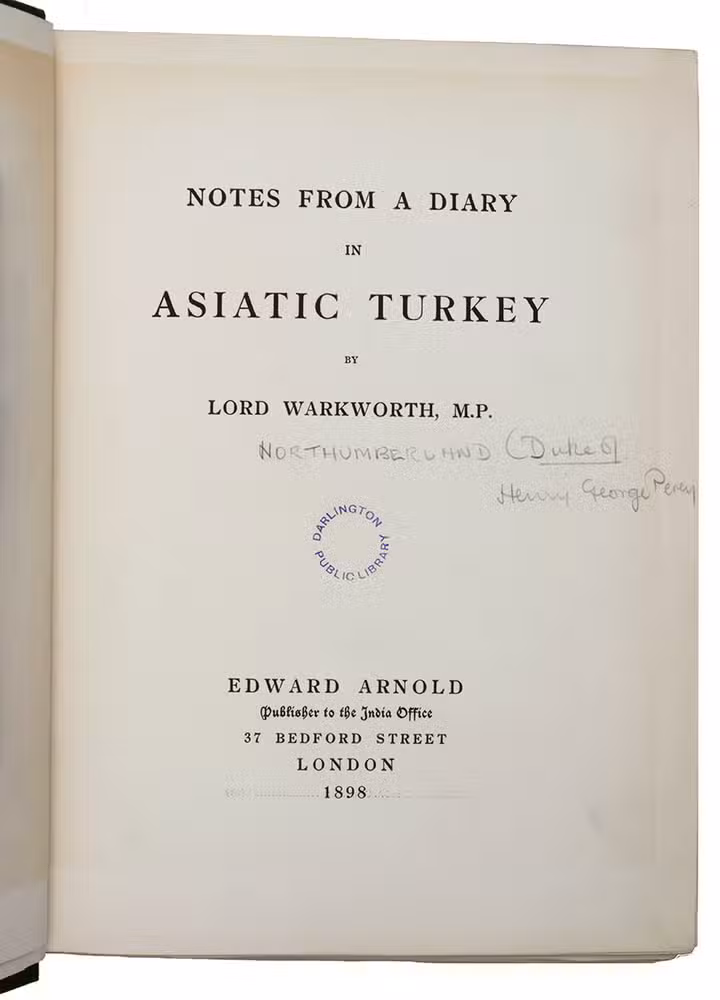 NOTES FROM A DIARY
IN
ASIATIC TURKEY
BY
LORD WARKWORTH, M.P.
NORTHUMBERLAND (Duke of
Henry George Percy
DARLINGTON
PUBLIC LIBRARY
EDWARD ARNOLD
Publisher to the India Office
37 BEDFORD STREET
LONDON
1898